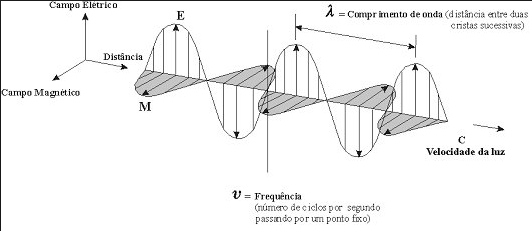 Campo Elétrico
E
λ = Comprimento de onda (distância entre duas
cristas sucessivas)
Distância
Campo Magnético
M
C
Velocidade da luz
υ = Frequência
(número de ciclos por segundo
passando por um ponto fixo)